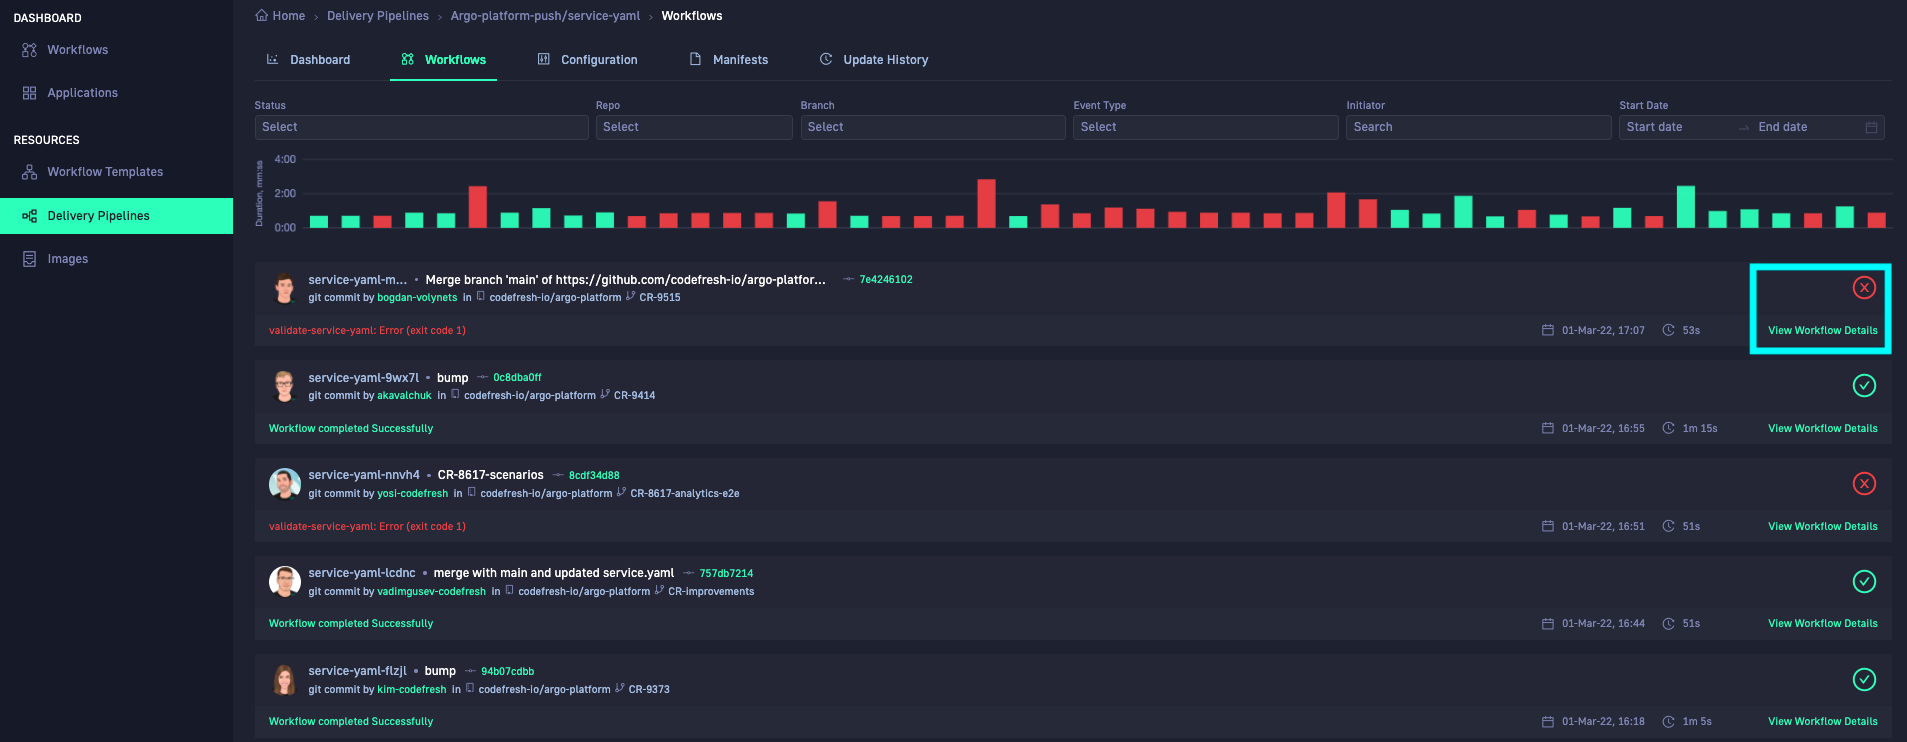 DASHBOARD
Workflows
Applications
RESOURCES
Workflow Templates
Delivery Pipelines
Images
Home › Delivery Pipelines › Argo-platform-push/service-yaml › Workflows
Dashboard Workflows Configuration Manifests Update History
Status Repo Branch Event Type Initiator Start Date
Select Select Select Select Search Start date → End date
Duration, mm:ss
4:00
2:00
0:00
service-yaml-m... • Merge branch 'main' of https://github.com/codefresh-io/argo-platfor... 7e4246102
git commit by bogdan-volynets in codefresh-io/argo-platform CR-9515
validate-service-yaml: Error (exit code 1) 01-Mar-22, 17:07 53s View Workflow Details
service-yaml-9wx7l • bump 0c8dba0ff
git commit by akavalchuk in codefresh-io/argo-platform CR-9414
Workflow completed Successfully 01-Mar-22, 16:55 1m 15s View Workflow Details
service-yaml-nnvh4 • CR-8617-scenarios 8cdf34d88
git commit by yosi-codefresh in codefresh-io/argo-platform CR-8617-analytics-e2e
validate-service-yaml: Error (exit code 1) 01-Mar-22, 16:51 51s View Workflow Details
service-yaml-lcdnc • merge with main and updated service.yaml 757db7214
git commit by vadimgusev-codefresh in codefresh-io/argo-platform CR-improvements
Workflow completed Successfully 01-Mar-22, 16:44 51s View Workflow Details
service-yaml-flzjl • bump 94b07cdbb
git commit by kim-codefresh in codefresh-io/argo-platform CR-9373
Workflow completed Successfully 01-Mar-22, 16:18 1m 5s View Workflow Details